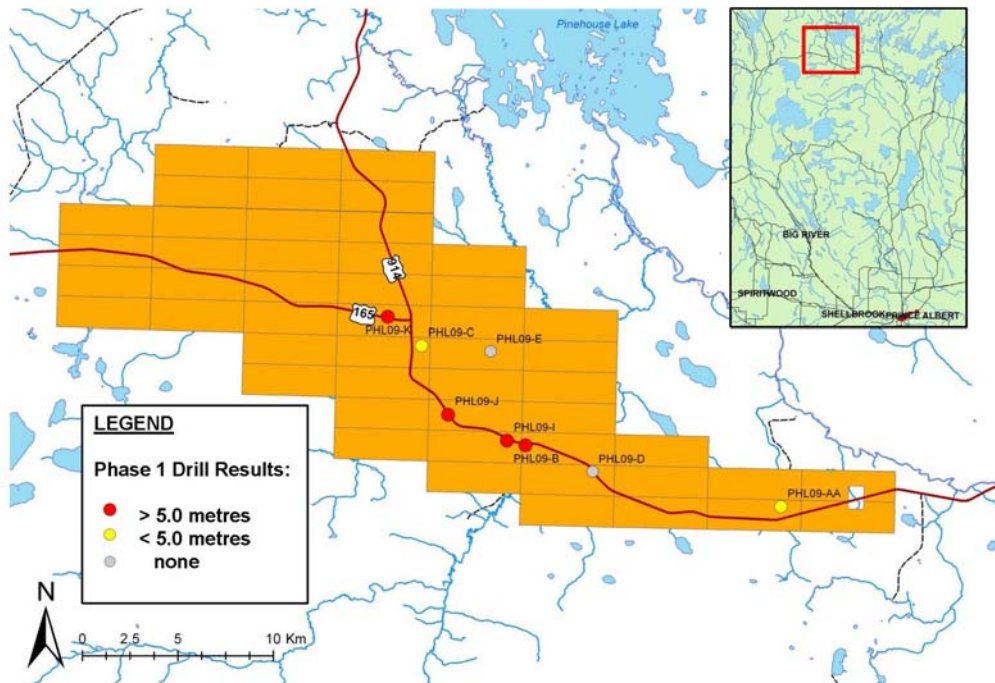 Pinehouse Lake
BIG RIVER
SPIRITWOOD
SHELLBROOK
PRINCE ALBERT
914
165
PHL09-K
PHL09-C
PHL09-E
PHL09-J
PHL09-I
PHL09-B
PHL09-D
PHL09-AA
LEGEND
Phase 1 Drill Results:
> 5.0 metres
< 5.0 metres
none
N
0 2.5 5 10 Km